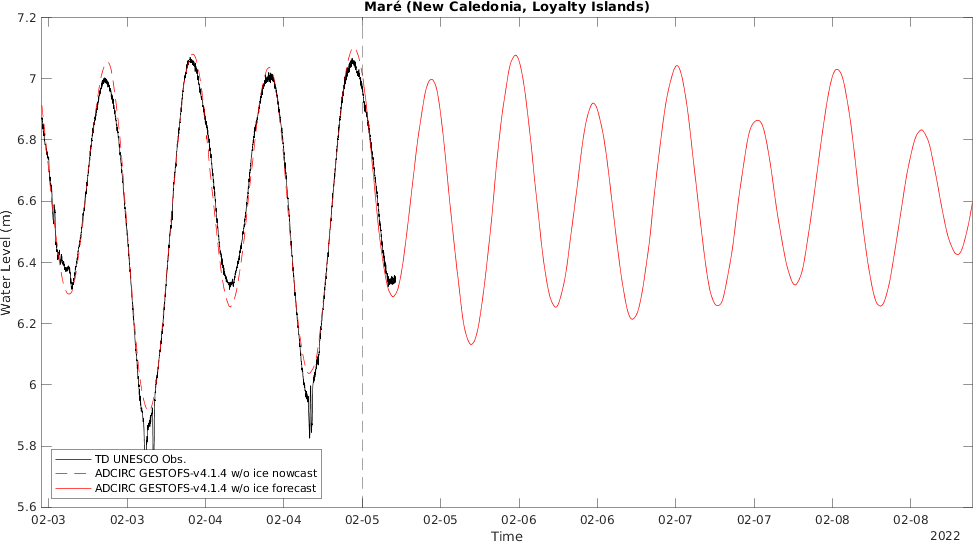 Maré (New Caledonia, Loyalty Islands)
7.2
7
6.8
6.6
6.4
6.2
6
5.8
5.6
Water Level (m)
TD UNESCO Obs.
ADCIRC GESTOFS-v4.1.4 w/o ice nowcast
ADCIRC GESTOFS-v4.1.4 w/o ice forecast
02-03 02-03 02-04 02-04 02-05 02-05 02-06 02-06 02-07 02-07 02-08 02-08
Time
2022